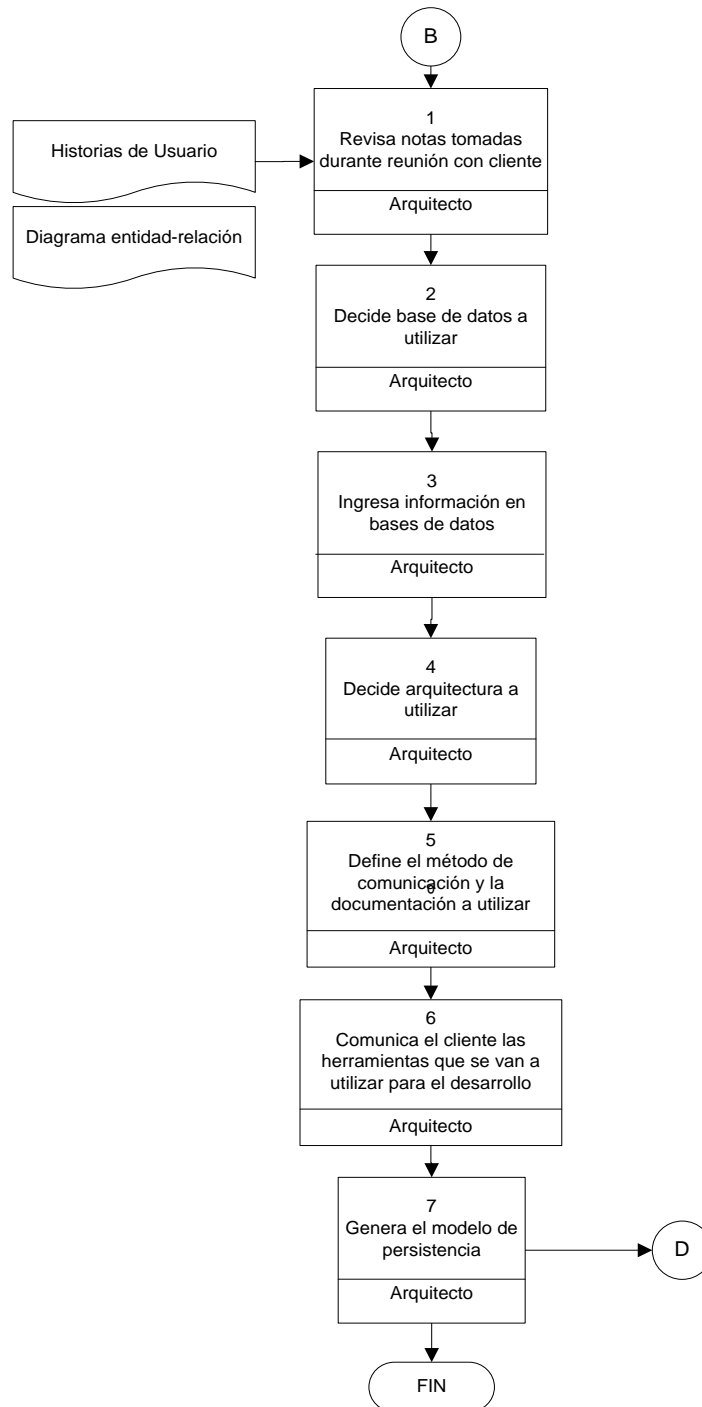 B
1
Revisa notas tomadas
durante reunión con cliente
Arquitecto
Historias de Usuario
Diagrama entidad-relación
2
Decide base de datos a
utilizar
Arquitecto
3
Ingresa información en
bases de datos
Arquitecto
4
Decide arquitectura a
utilizar
Arquitecto
5
Define el método de
comunicación y la
documentación a utilizar
Arquitecto
6
Comunica el cliente las
herramientas que se van a
utilizar para el desarrollo
Arquitecto
7
Genera el modelo de
persistencia
Arquitecto
D
FIN